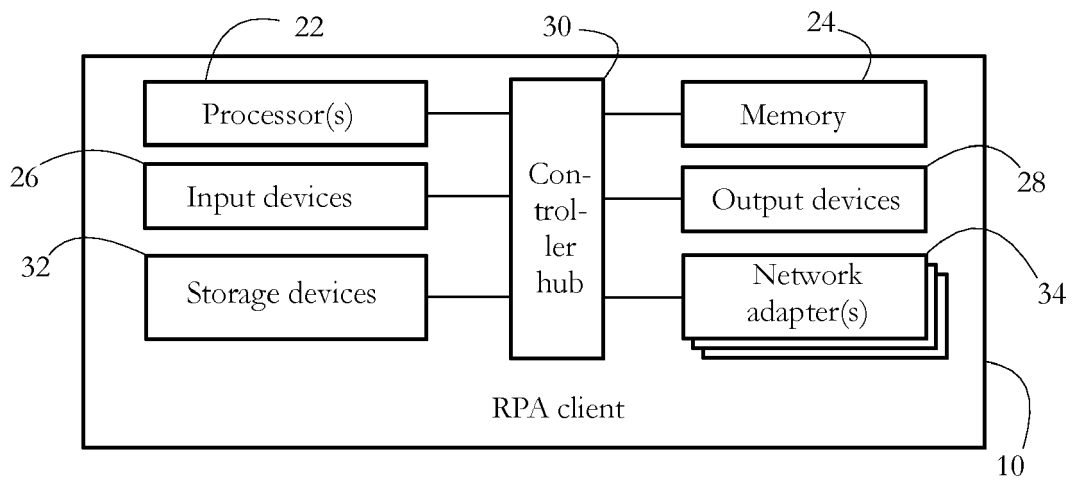 22
30
24
Processor(s)
Memory
26
Input devices
Con-
trol-
ler
hub
Output devices
28
32
Storage devices
Network
adapter(s)
34
RPA client
10